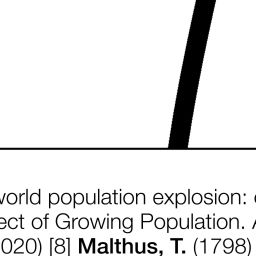 world population explosion:
ect of Growing Population. A
020) [8] Malthus, T. (1798)